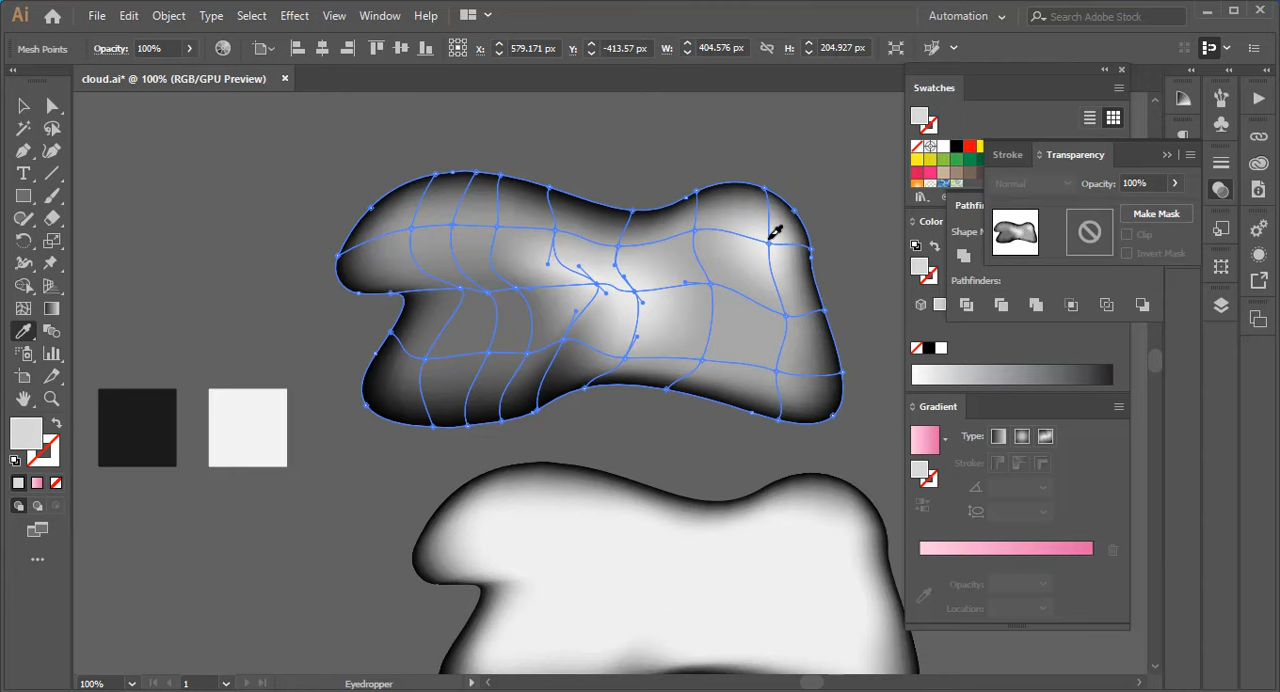 Ai File Edit Object Type Select Effect View Window Help Automation Search Adobe Stock
Mesh Points Opacity: 100% X: 579.171 px Y: -413.57 px W: 404.576 px H: 204.927 px
cloud.ai* @ 100% (RGB/GPU Preview)
Swatches
Stroke Transparency
Normal Opacity: 100%
Pathfin
Make Mask
Color
Shape M
Clip
Invert Mask
Pathfinders:
Gradient
Type:
Stroke:
Opacity:
Location:
100% 1 Eyedropper